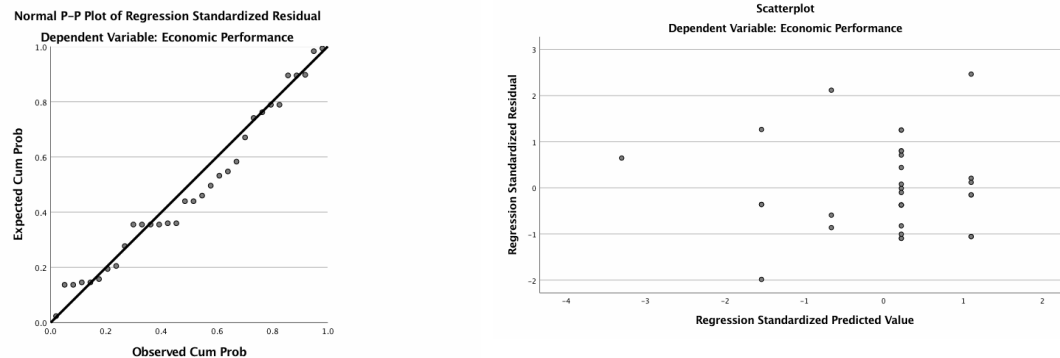 Normal P-P Plot of Regression Standardized Residual
Dependent Variable: Economic Performance
1.0
0.8
0.6
0.4
0.2
0.0
0.0 0.2 0.4 0.6 0.8 1.0
Expected Cum Prob
Observed Cum Prob
Scatterplot
Dependent Variable: Economic Performance
3
2
1
0
-1
-2
-4 -3 -2 -1 0 1 2
Regression Standardized Residual
Regression Standardized Predicted Value